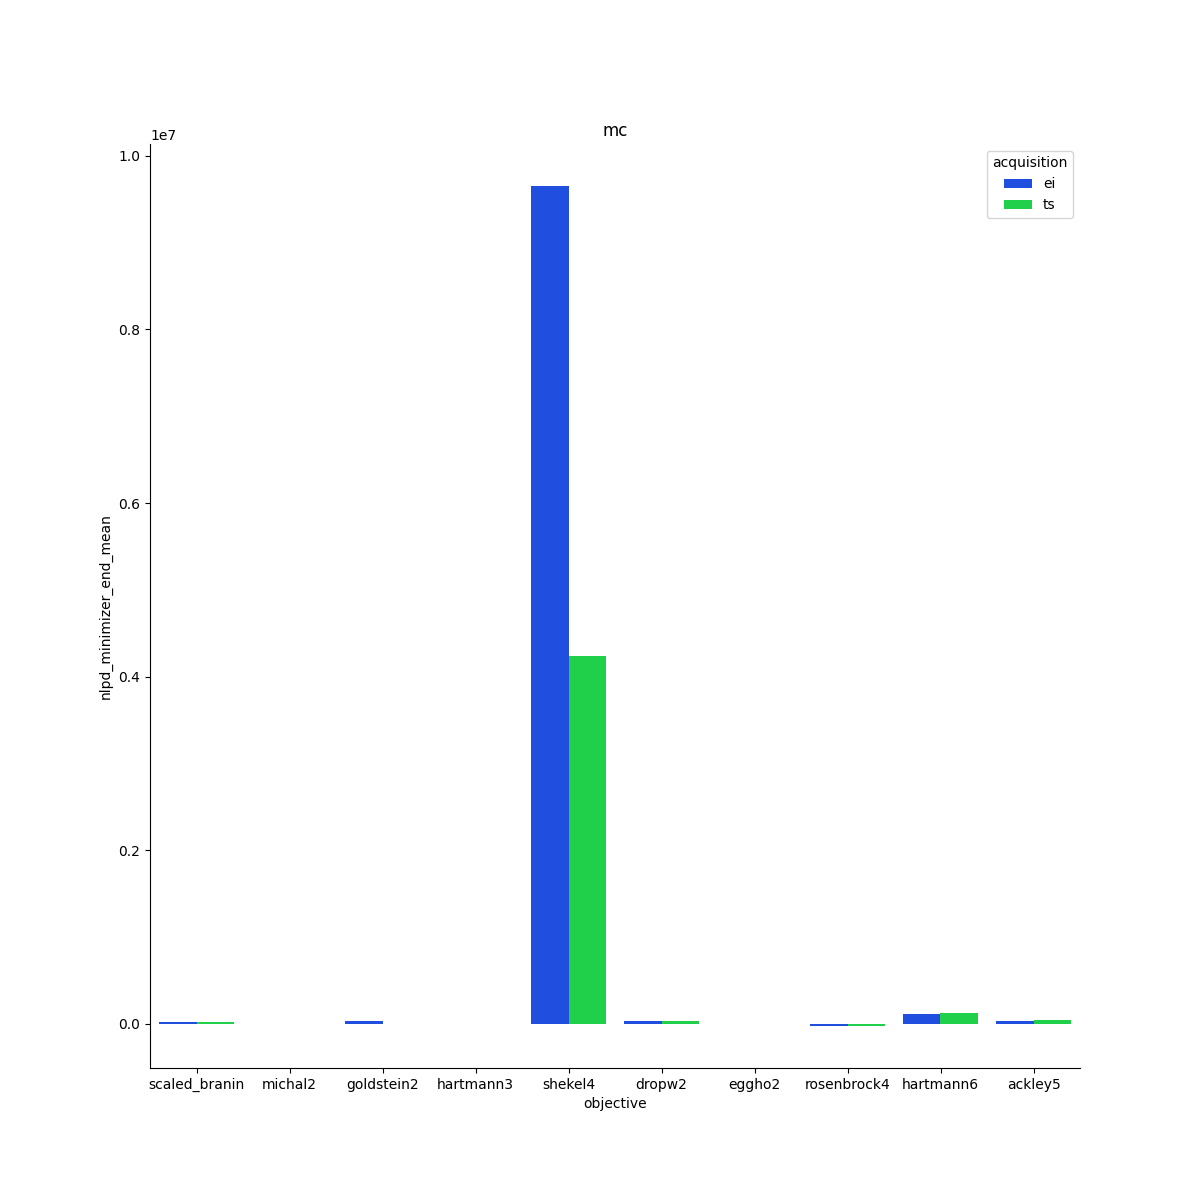 mc
1e7
1.0
0.8
0.6
0.4
0.2
0.0
nlpd_minimizer_end_mean
acquisition
ei
ts
scaled_branin michal2 goldstein2 hartmann3 shekel4 dropw2 eggho2 rosenbrock4 hartmann6 ackley5
objective